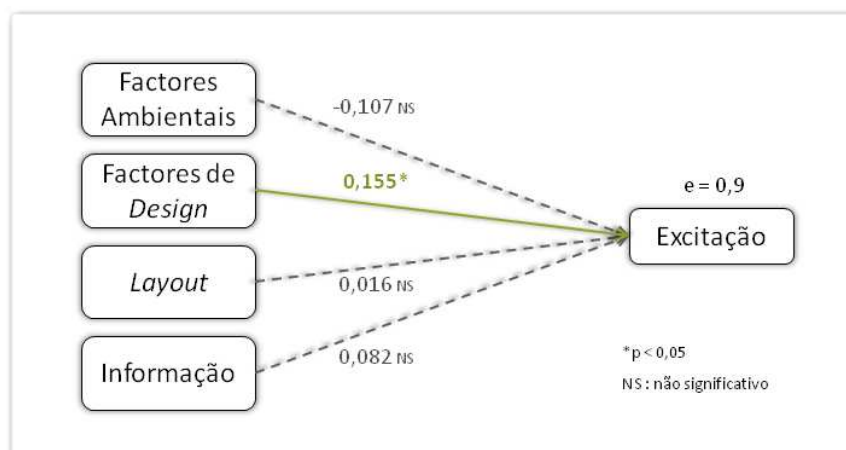 Factores
Ambientais
-0,107 NS
Factores de
Design
0,155*
e = 0,9
Excitação
Layout
0,016 NS
Informação
0,082 NS
*p < 0,05
NS : não significativo